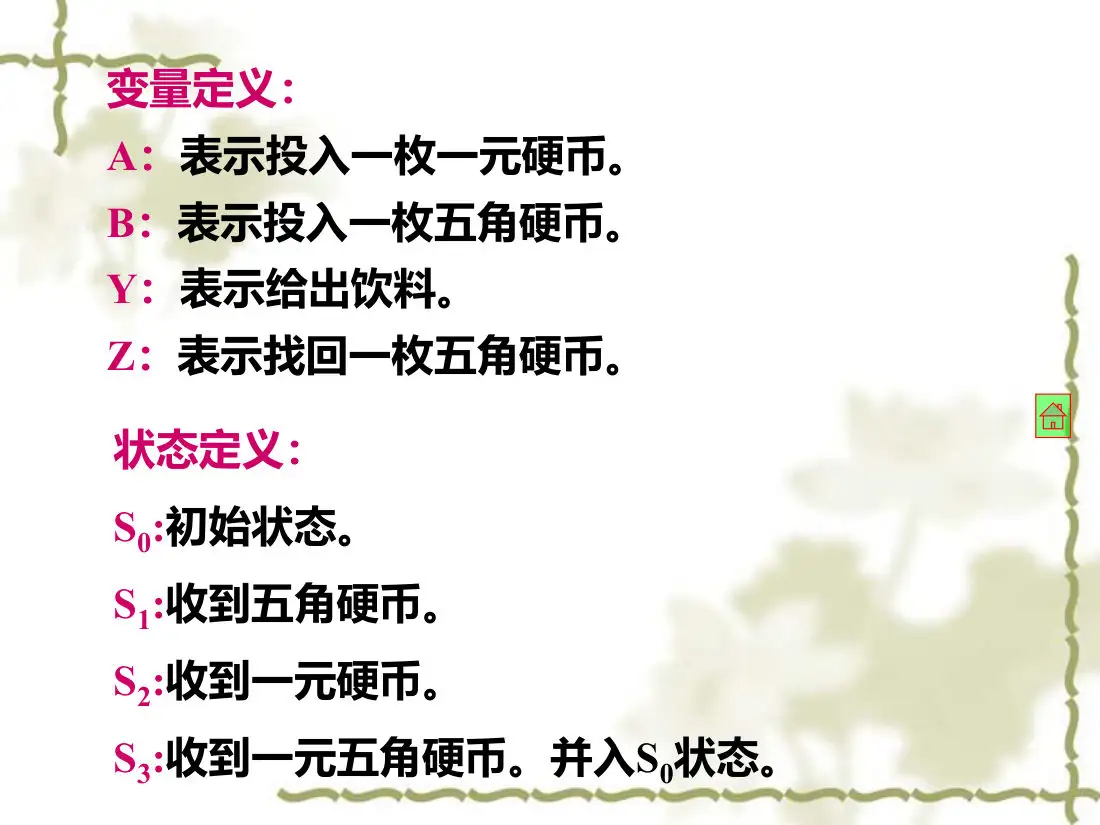 变量定义：
A：表示投入一枚一元硬币。
B：表示投入一枚五角硬币。
Y：表示给出饮料。
Z：表示找回一枚五角硬币。
状态定义：
S0:初始状态。
S1:收到五角硬币。
S2:收到一元硬币。
S3:收到一元五角硬币。并入S0状态。